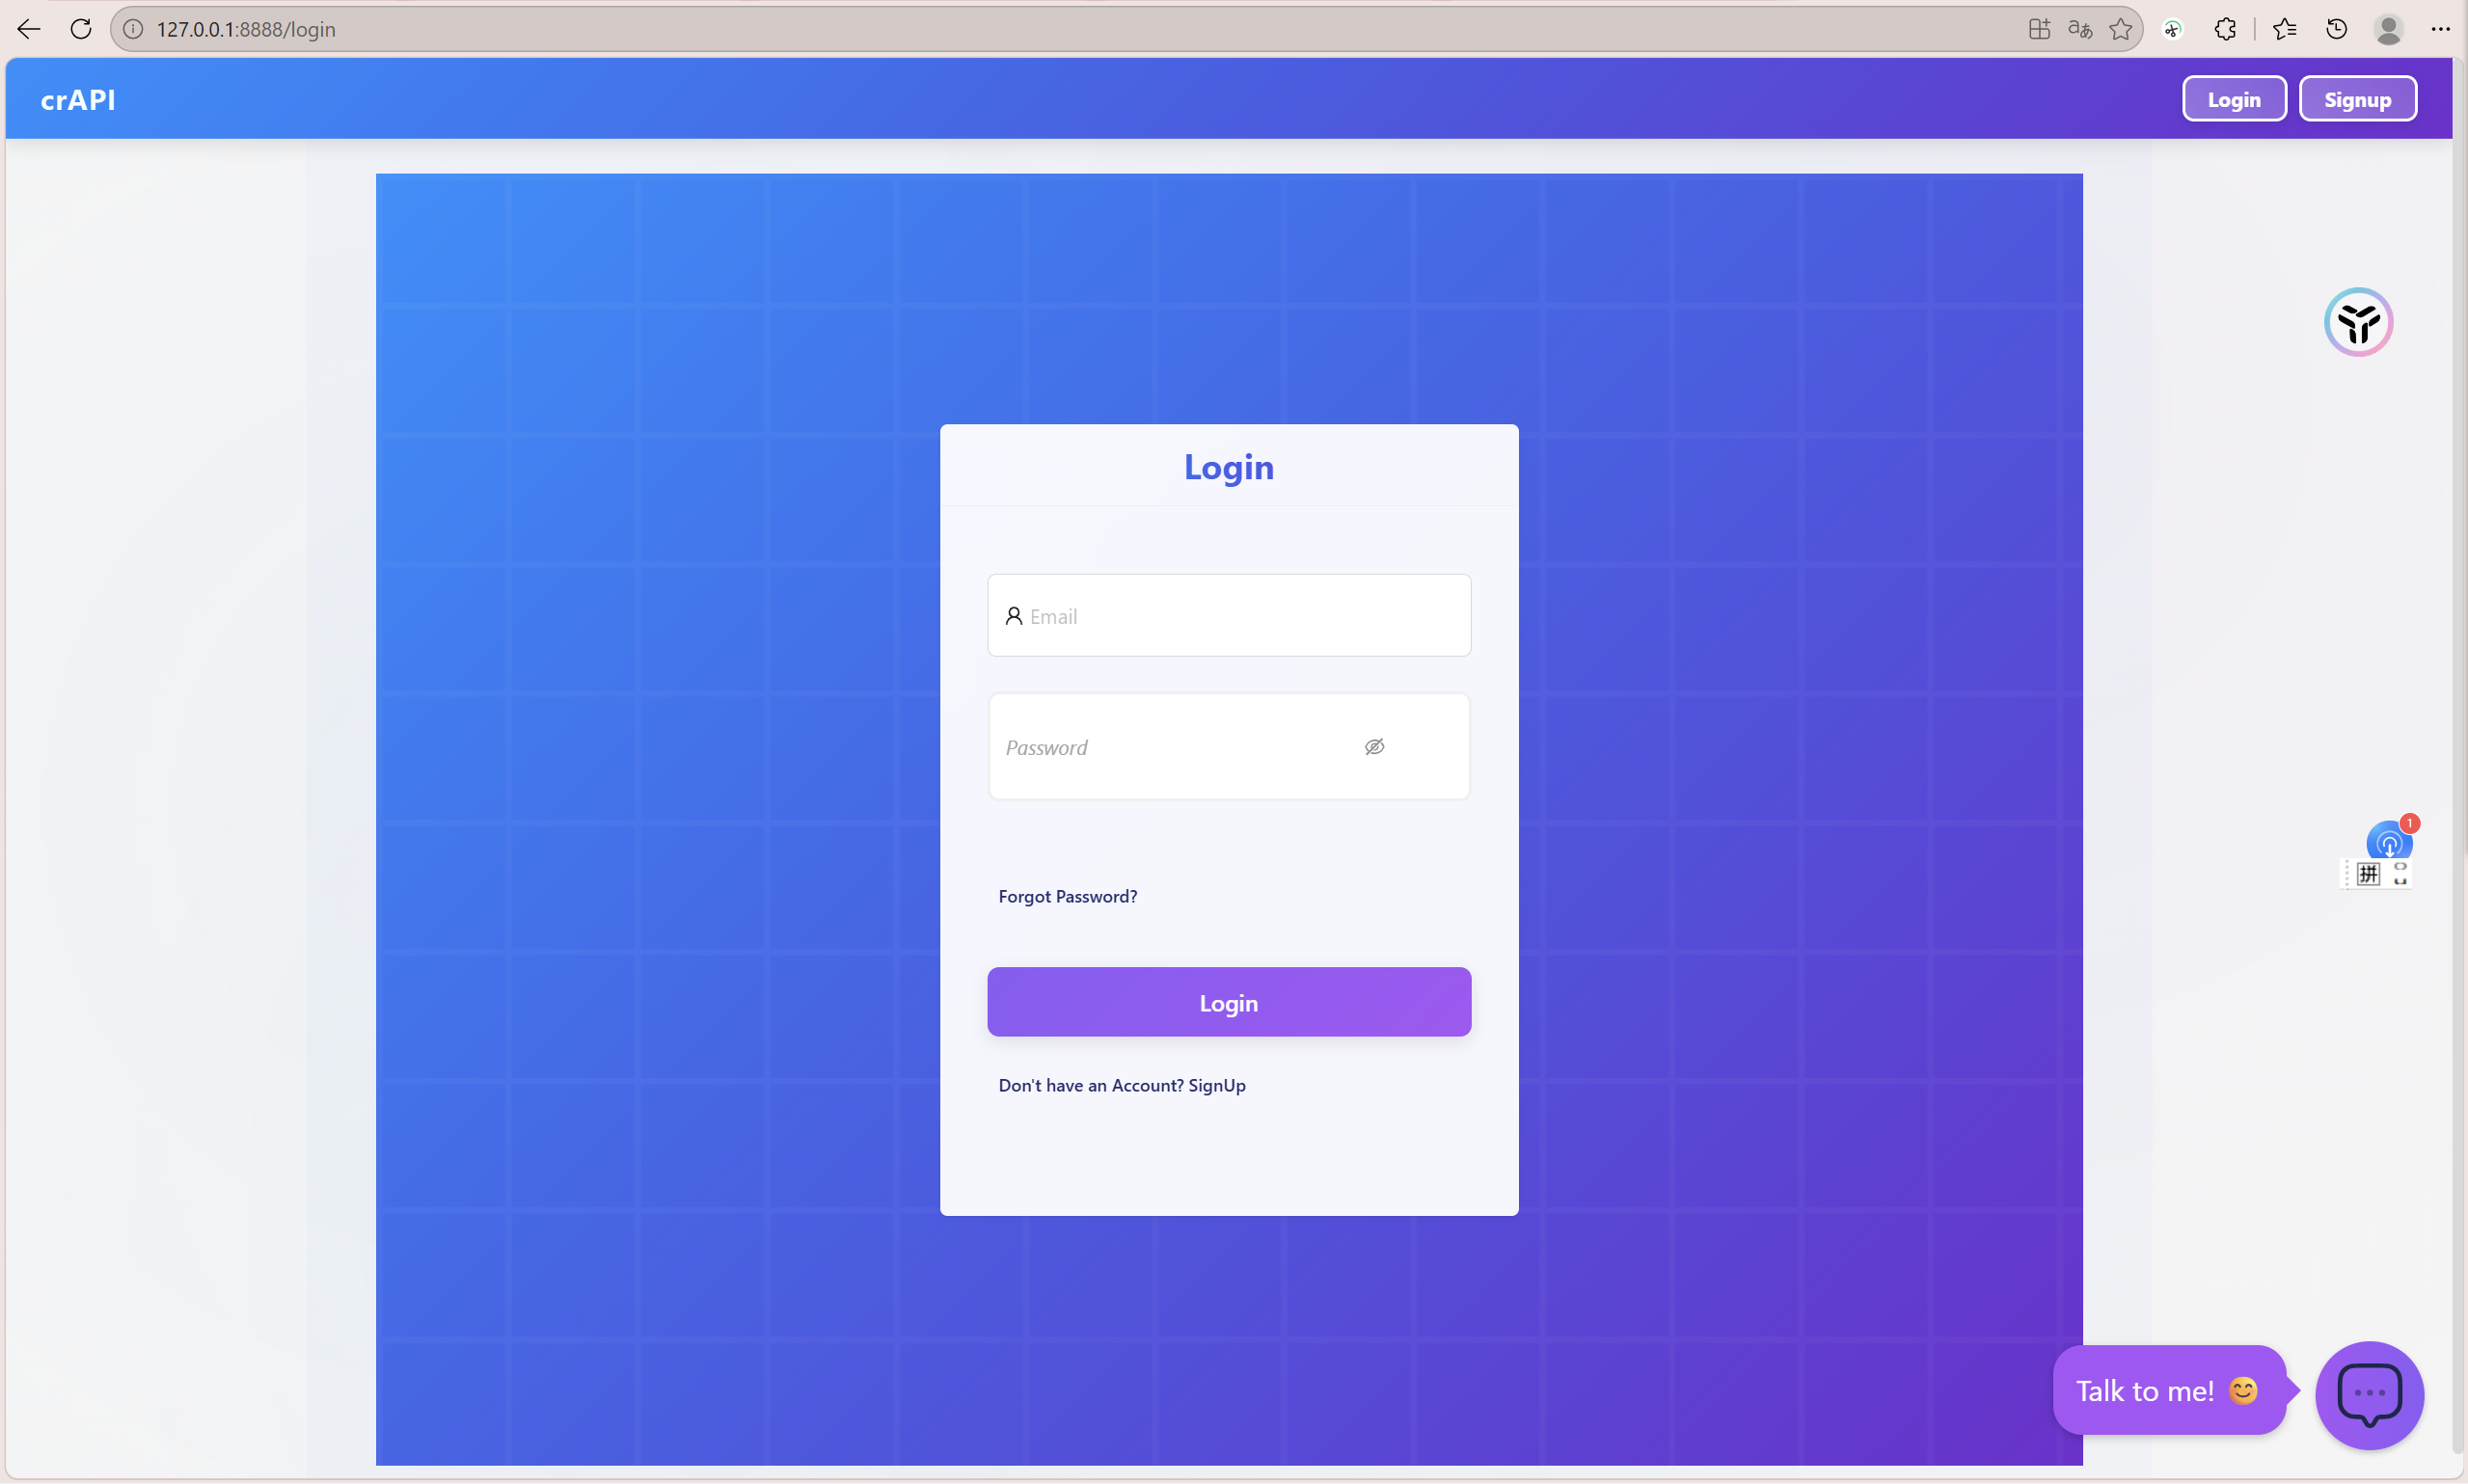 127.0.0.1:8888/login
crAPI
Login
Signup
Login
Email
Password
Forgot Password?
Login
Don't have an Account? SignUp
1
拼
Talk to me! 😊